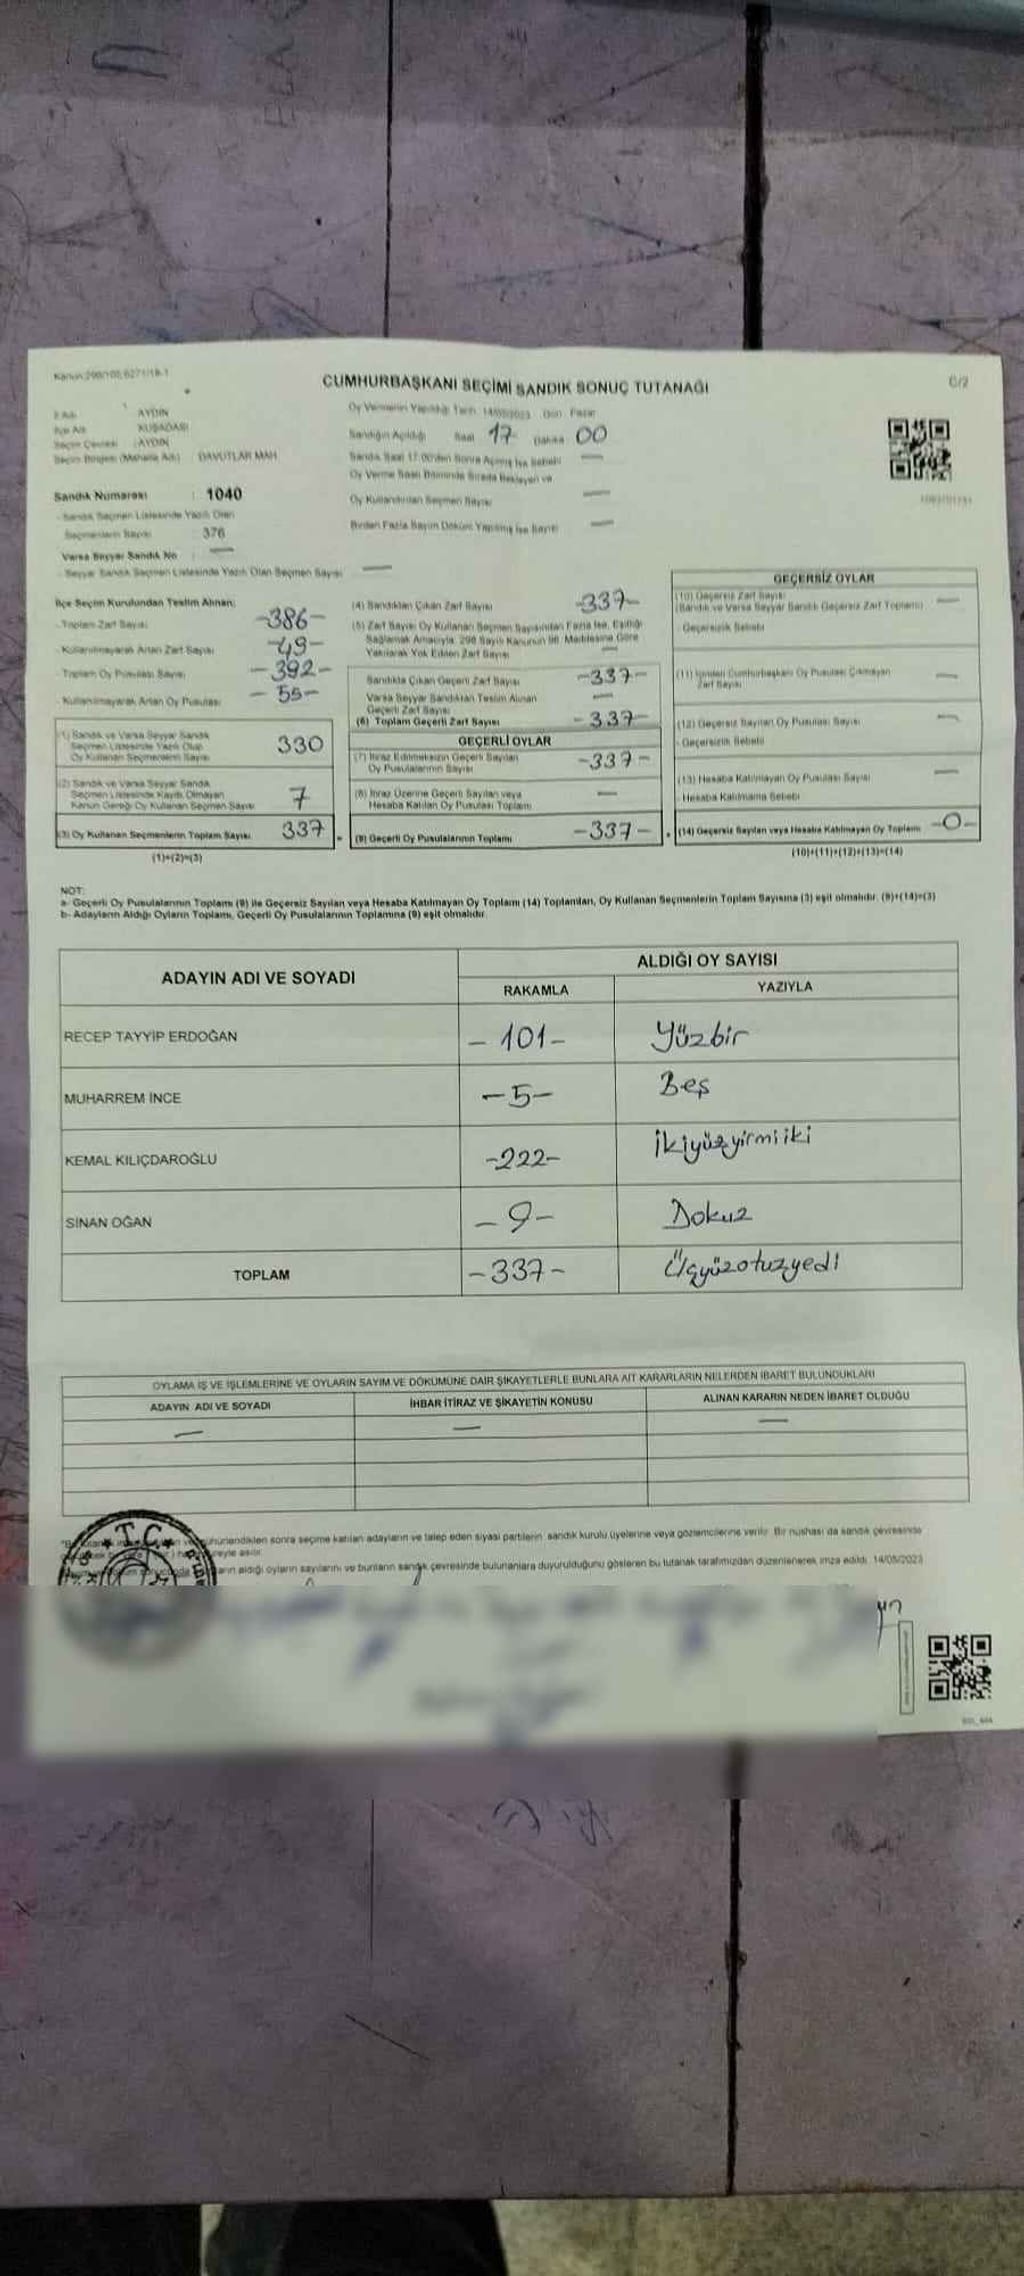 Kanun:298/105,6271/18-1
CUMHURBAŞKANI SEÇİMİ SANDIK SONUÇ TUTANAĞI
C/2
İl Adı : AYDIN
İlçe Adı : KUŞADASI
Seçim Çevresi : AYDIN
Seçim Bölgesi (Mahalle Adı) : DAVUTLAR MAH
Oy Vermenin Yapıldığı Tarih 14/05/2023 Gün Pazar
Sandığın Açıldığı Saat 17 Dakika 00
Sandık Saat 17:00'den Sonra Açılmış İse Sebebi —
Oy Verme Saati Bitiminde Sırada Bekleyen ve
Oy Kullandırılan Seçmen Sayısı —
Birden Fazla Sayım Döküm Yapılmış İse Sayısı —
Sandık Numarası : 1040
- Sandık Seçmen Listesinde Yazılı Olan
Seçmenlerin Sayısı : 376
Varsa Seyyar Sandık No : —
- Seyyar Sandık Seçmen Listesinde Yazılı Olan Seçmen Sayısı —
İlçe Seçim Kurulundan Teslim Alınan;
- Toplam Zarf Sayısı -386-
- Kullanılmayarak Artan Zarf Sayısı -49-
- Toplam Oy Pusulası Sayısı -392-
- Kullanılmayarak Artan Oy Pusulası -55-
(1) Sandık ve Varsa Seyyar Sandık
Seçmen Listesinde Yazılı Olup
Oy Kullanan Seçmenlerin Sayısı 330
(2) Sandık ve Varsa Seyyar Sandık
Seçmen Listesinde Kayıtlı Olmayan
Kanun Gereği Oy Kullanan Seçmen Sayısı 7
(3) Oy Kullanan Seçmenlerin Toplam Sayısı 337
(1)+(2)=(3)
(4) Sandıktan Çıkan Zarf Sayısı -337-
(5) Zarf Sayısı Oy Kullanan Seçmen Sayısından Fazla İse, Eşitliği
Sağlamak Amacıyla, 298 Sayılı Kanunun 98. Maddesine Göre
Yakılarak Yok Edilen Zarf Sayısı —
Sandıkta Çıkan Geçerli Zarf Sayısı -337-
Varsa Seyyar Sandıktan Teslim Alınan
Geçerli Zarf Sayısı —
(6) Toplam Geçerli Zarf Sayısı -337-
GEÇERLİ OYLAR
(7) İtiraz Edilmeksizin Geçerli Sayılan
Oy Pusulalarının Sayısı -337-
(8) İtiraz Üzerine Geçerli Sayılan veya
Hesaba Katılan Oy Pusulası Toplamı —
(9) Geçerli Oy Pusulalarının Toplamı -337-
GEÇERSİZ OYLAR
(10) Geçersiz Zarf Sayısı
(Sandık ve Varsa Seyyar Sandık Geçersiz Zarf Toplamı) —
- Geçersizlik Sebebi
(11) İçinden Cumhurbaşkanı Oy Pusulası Çıkmayan
Zarf Sayısı —
(12) Geçersiz Sayılan Oy Pusulası Sayısı —
- Geçersizlik Sebebi
(13) Hesaba Katılmayan Oy Pusulası Sayısı —
- Hesaba Katılmama Sebebi
(14) Geçersiz Sayılan veya Hesaba Katılmayan Oy Toplamı -0-
(10)+(11)+(12)+(13)=(14)
NOT:
a- Geçerli Oy Pusulalarının Toplamı (9) ile Geçersiz Sayılan veya Hesaba Katılmayan Oy Toplamı (14) Toplamları, Oy Kullanan Seçmenlerin Toplam Sayısına (3) eşit olmalıdır. (9)+(14)=(3)
b- Adayların Aldığı Oyların Toplamı, Geçerli Oy Pusulalarının Toplamına (9) eşit olmalıdır.
ADAYIN ADI VE SOYADI
ALDIĞI OY SAYISI
RAKAMLA YAZIYLA
RECEP TAYYİP ERDOĞAN -101- Yüzbir
MUHARREM İNCE -5- Beş
KEMAL KILIÇDAROĞLU -222- İkiyüzyirmiiki
SİNAN OĞAN -9- Dokuz
TOPLAM -337- Üçyüzotuzyedi
OYLAMA İŞ VE İŞLEMLERİNE VE OYLARIN SAYIM VE DÖKÜMÜNE DAİR ŞİKAYETLERLE BUNLARA AİT KARARLARIN NELERDEN İBARET BULUNDUKLARI
ADAYIN ADI VE SOYADI İHBAR İTİRAZ VE ŞİKAYETİN KONUSU ALINAN KARARIN NEDEN İBARET OLDUĞU
— — —
mühürlendikten sonra seçime katılan adayların ve talep eden siyasi partilerin sandık kurulu üyelerine veya gözlemcilerine verilir. Bir nüshası da sandık çevresinde
süreyle asılır.
ların aldığı oyların sayılarını ve bunların sandık çevresinde bulunanlara duyurulduğunu gösteren bu tutanak tarafımızdan düzenlenerek imza edildi. 14/05/2023
T.C.